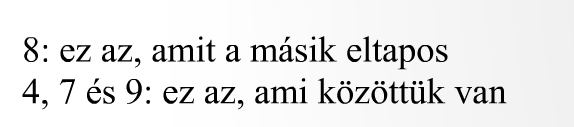 8: ez az, amit a másik eltapos
4, 7 és 9: ez az, ami közöttük van